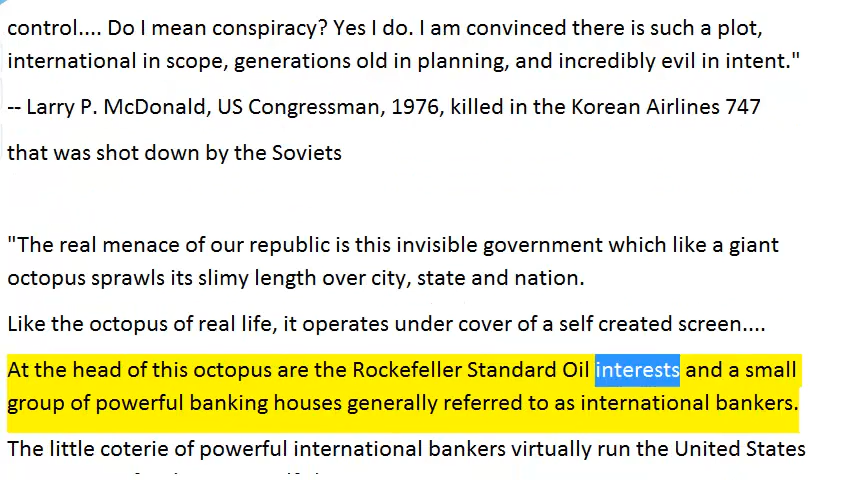 control.... Do I mean conspiracy? Yes I do. I am convinced there is such a plot,
international in scope, generations old in planning, and incredibly evil in intent."
-- Larry P. McDonald, US Congressman, 1976, killed in the Korean Airlines 747
that was shot down by the Soviets
"The real menace of our republic is this invisible government which like a giant
octopus sprawls its slimy length over city, state and nation.
Like the octopus of real life, it operates under cover of a self created screen....
At the head of this octopus are the Rockefeller Standard Oil interests and a small
group of powerful banking houses generally referred to as international bankers.
The little coterie of powerful international bankers virtually run the United States